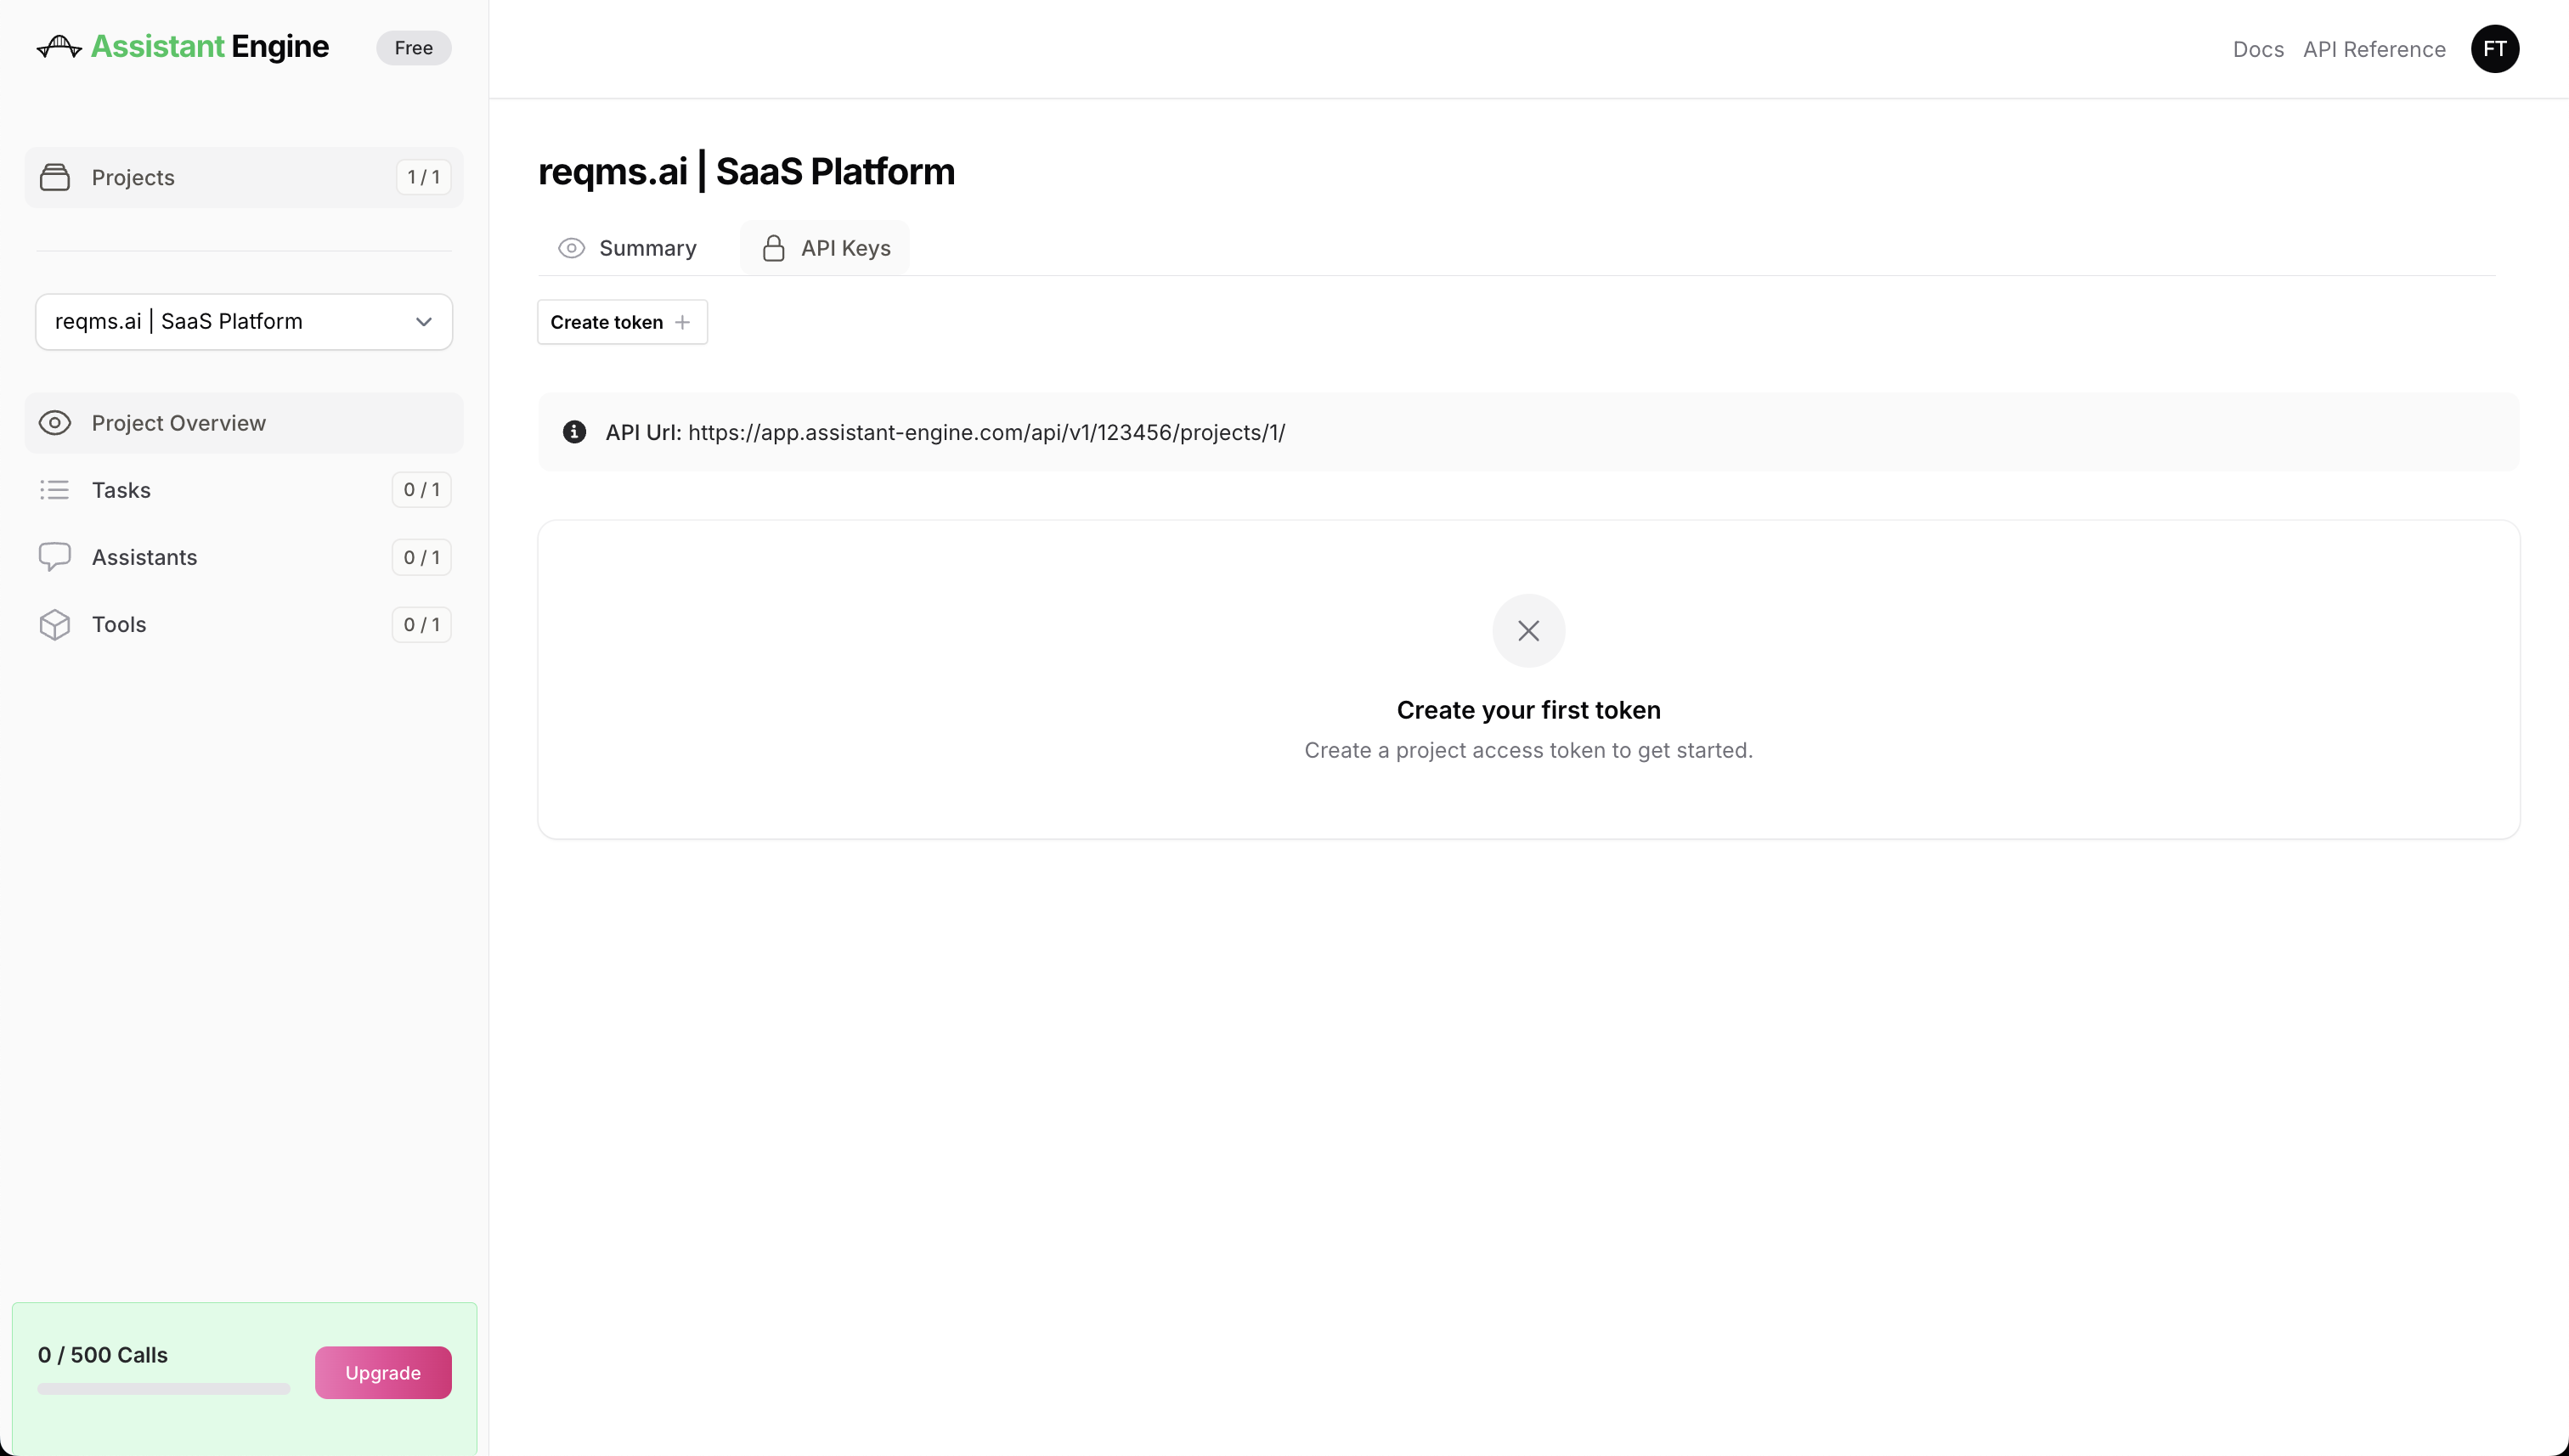 Assistant Engine
Free
Docs
API Reference
FT
Projects
1 / 1
reqms.ai | SaaS Platform
Project Overview
Tasks
0 / 1
Assistants
0 / 1
Tools
0 / 1
0 / 500 Calls
Upgrade
reqms.ai | SaaS Platform
Summary
API Keys
Create token
API Url: https://app.assistant-engine.com/api/v1/123456/projects/1/
Create your first token
Create a project access token to get started.